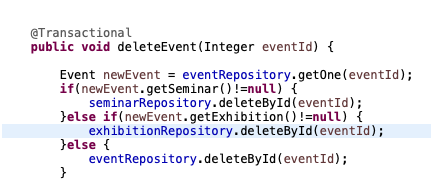 @Transactional
public void deleteEvent(Integer eventId) {
Event newEvent = eventRepository.getOne(eventId);
if(newEvent.getSeminar()!=null) {
seminarRepository.deleteById(eventId);
}else if(newEvent.getExhibition()!=null) {
exhibitionRepository.deleteById(eventId);
}else {
eventRepository.deleteById(eventId);
}